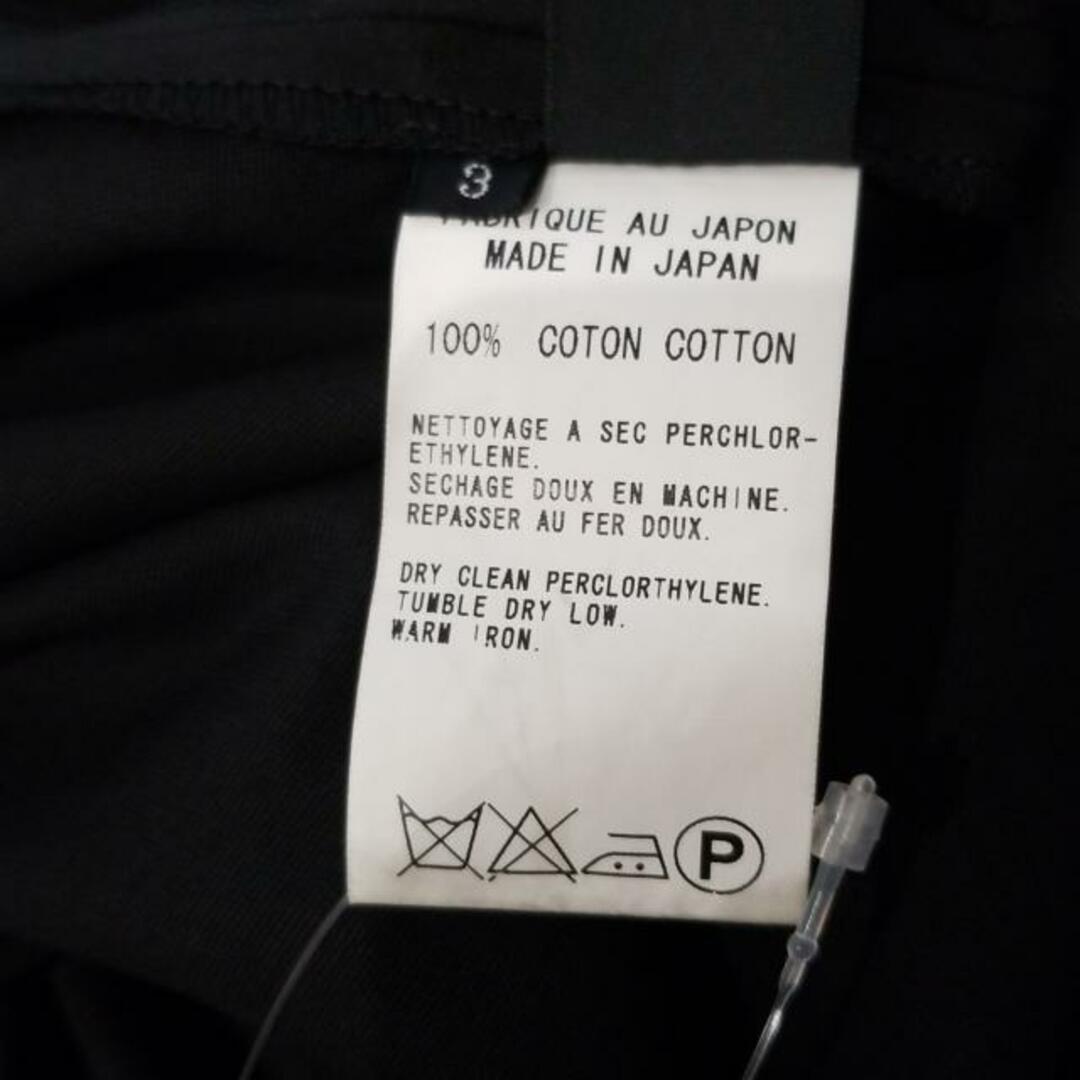 3
FABRIQUE AU JAPON
MADE IN JAPAN
100% COTON COTTON
NETTOYAGE A SEC PERCHLOR-
ETHYLENE.
SECHAGE DOUX EN MACHINE.
REPASSER AU FER DOUX.
DRY CLEAN PERCLORTHYLENE.
TUMBLE DRY LOW.
WARM IRON.
P